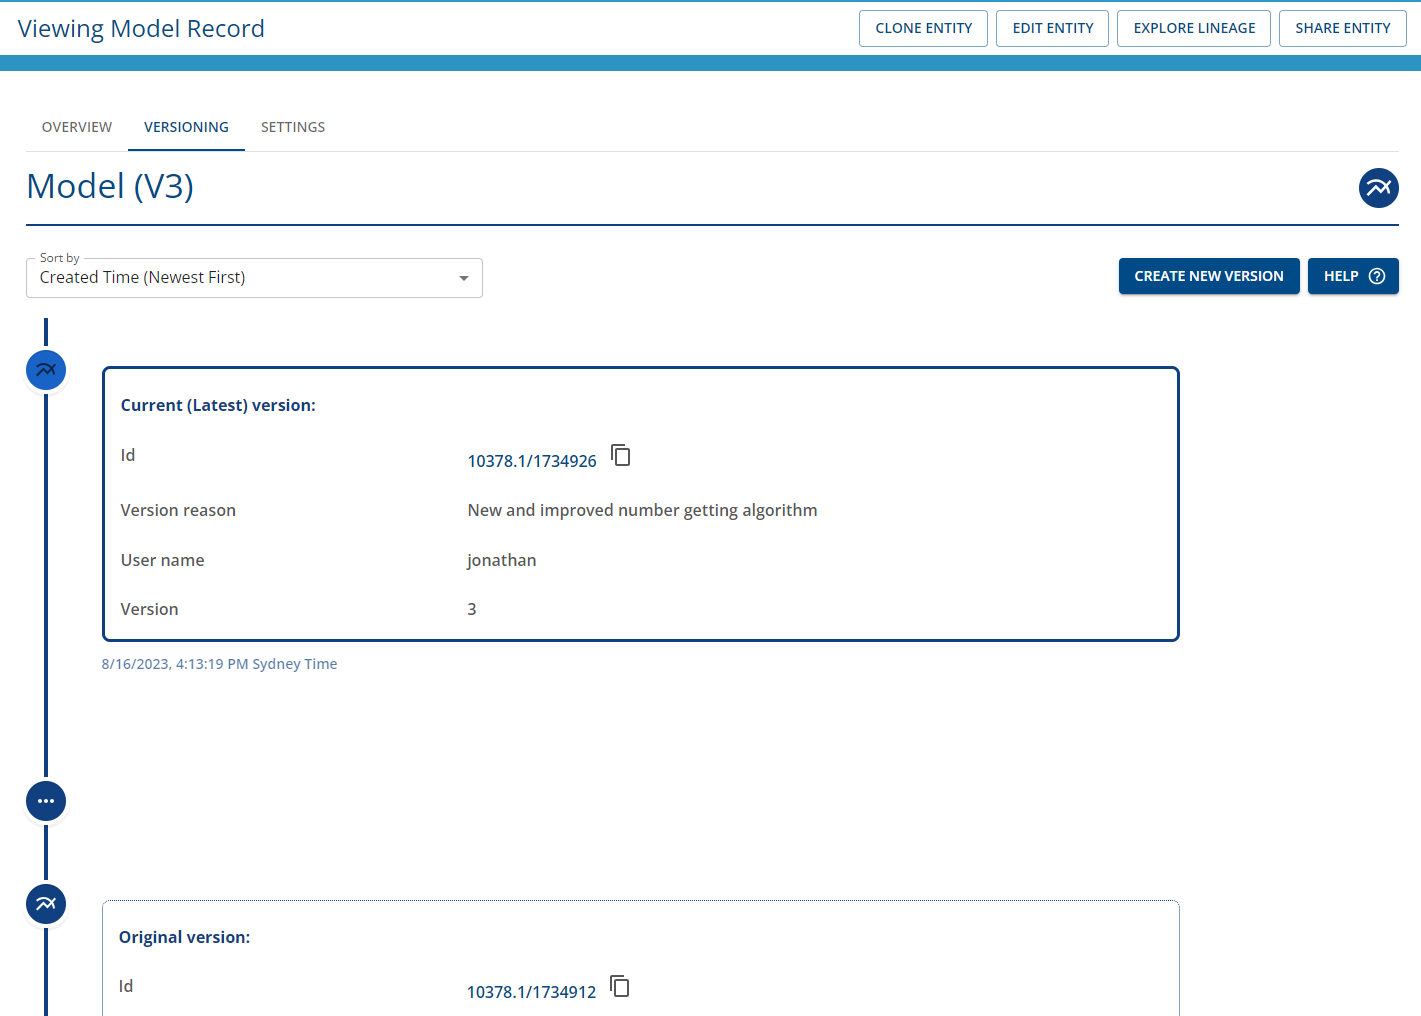 Viewing Model Record
CLONE ENTITY
EDIT ENTITY
EXPLORE LINEAGE
SHARE ENTITY
OVERVIEW
VERSIONING
SETTINGS
Model (V3)
Sort by
Created Time (Newest First)
CREATE NEW VERSION
HELP
Current (Latest) version:
Id 10378.1/1734926
Version reason New and improved number getting algorithm
User name jonathan
Version 3
8/16/2023, 4:13:19 PM Sydney Time
Original version:
Id 10378.1/1734912